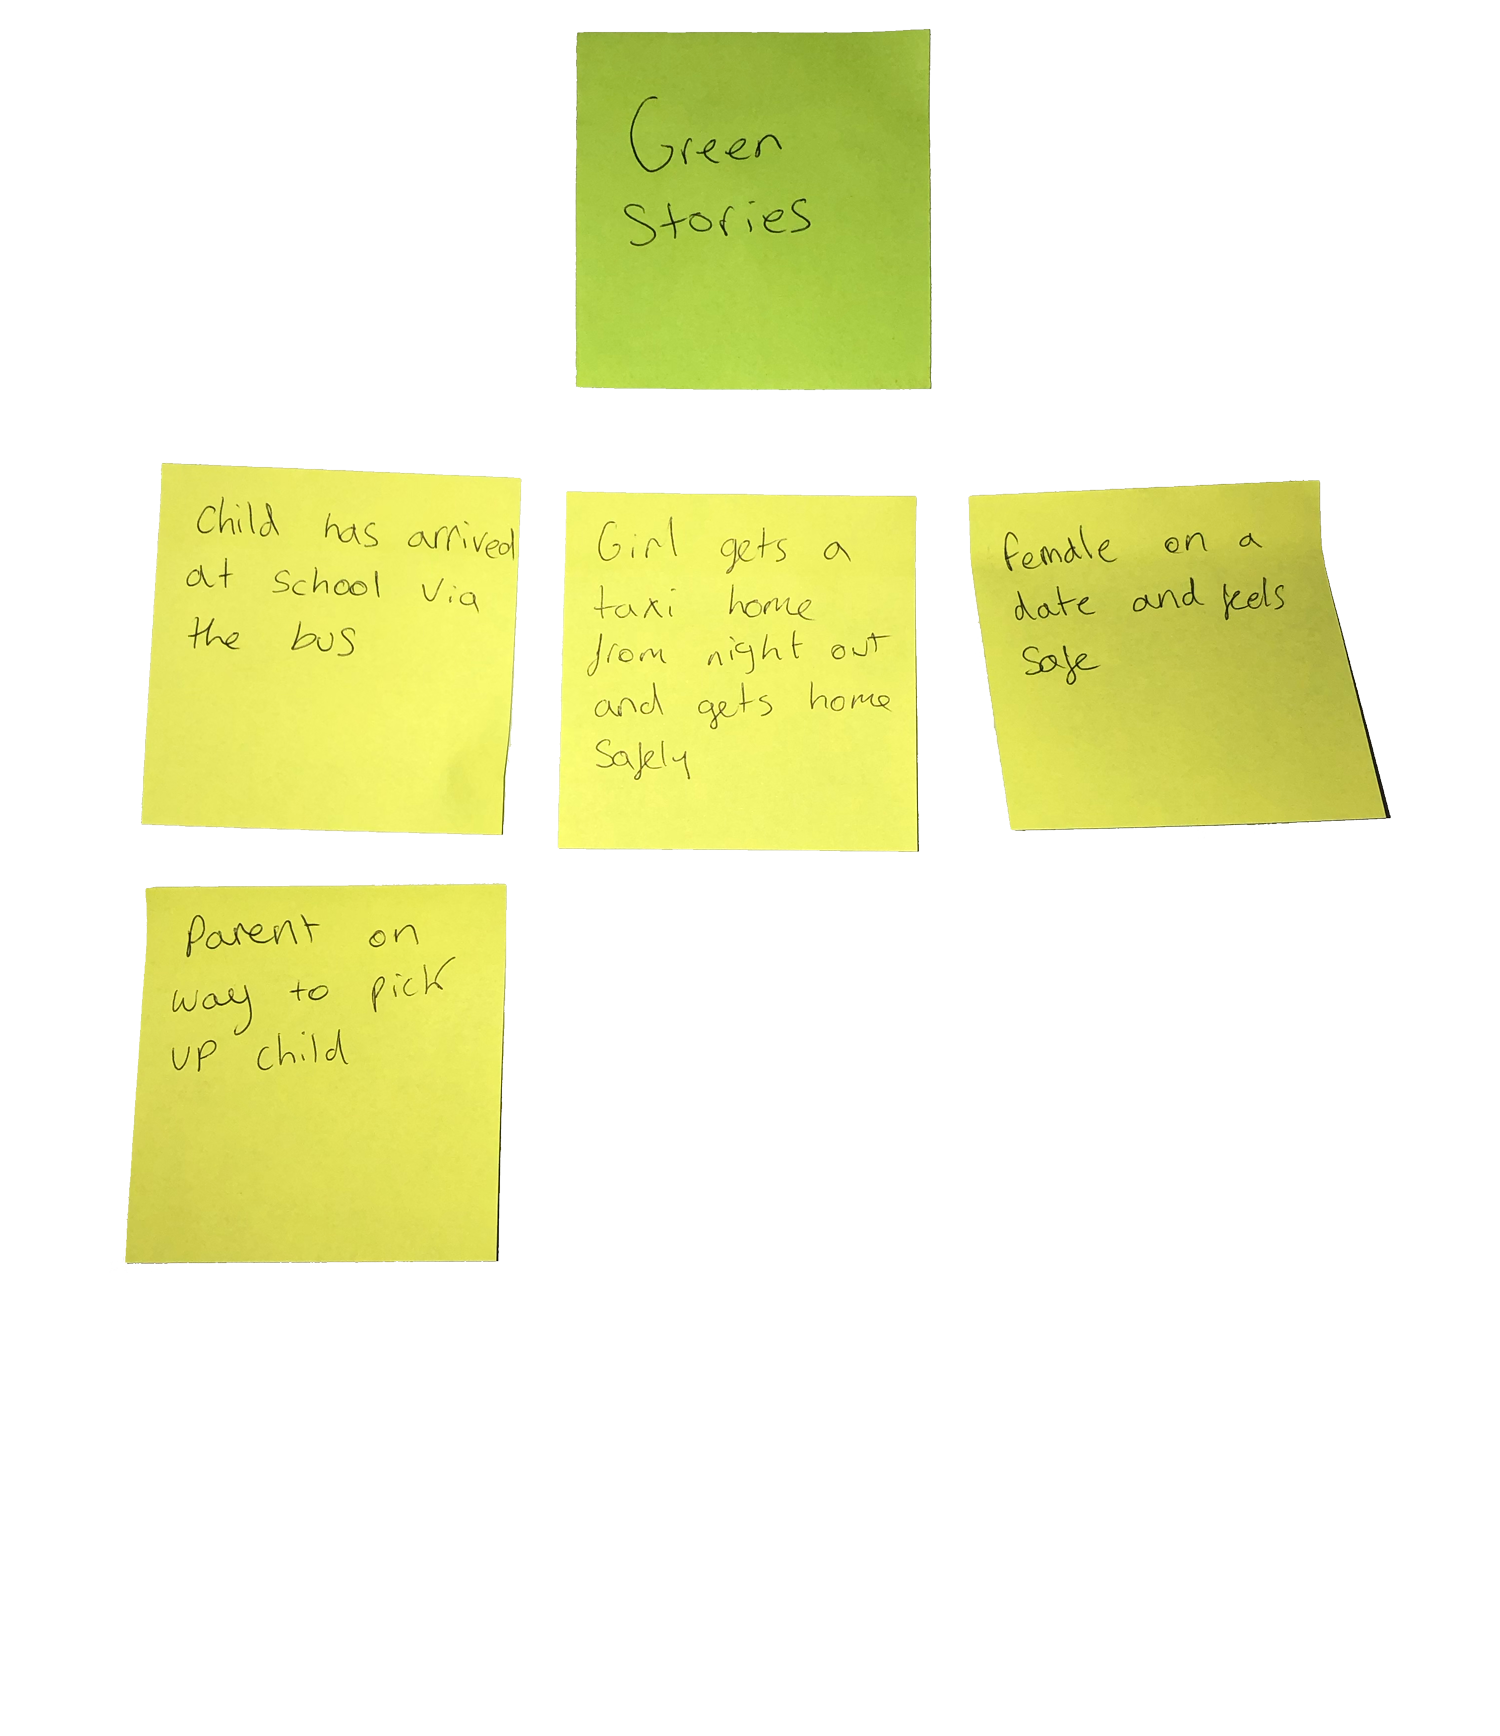 Green
Stories
Child has arrived
at school via
the bus
Girl gets a
taxi home
from night out
and gets home
Safely
Female on a
date and feels
Safe
Parent on
way to pick
up child